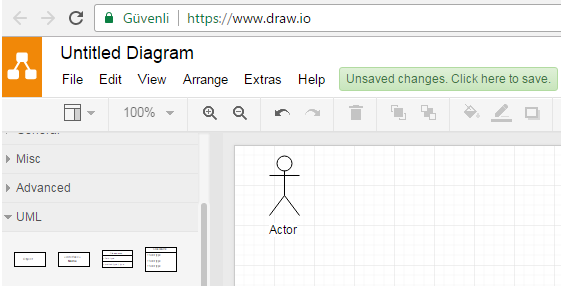 Güvenli https://www.draw.io
Untitled Diagram
File Edit View Arrange Extras Help Unsaved changes. Click here to save.
100%
General
Misc
Advanced
UML
Actor